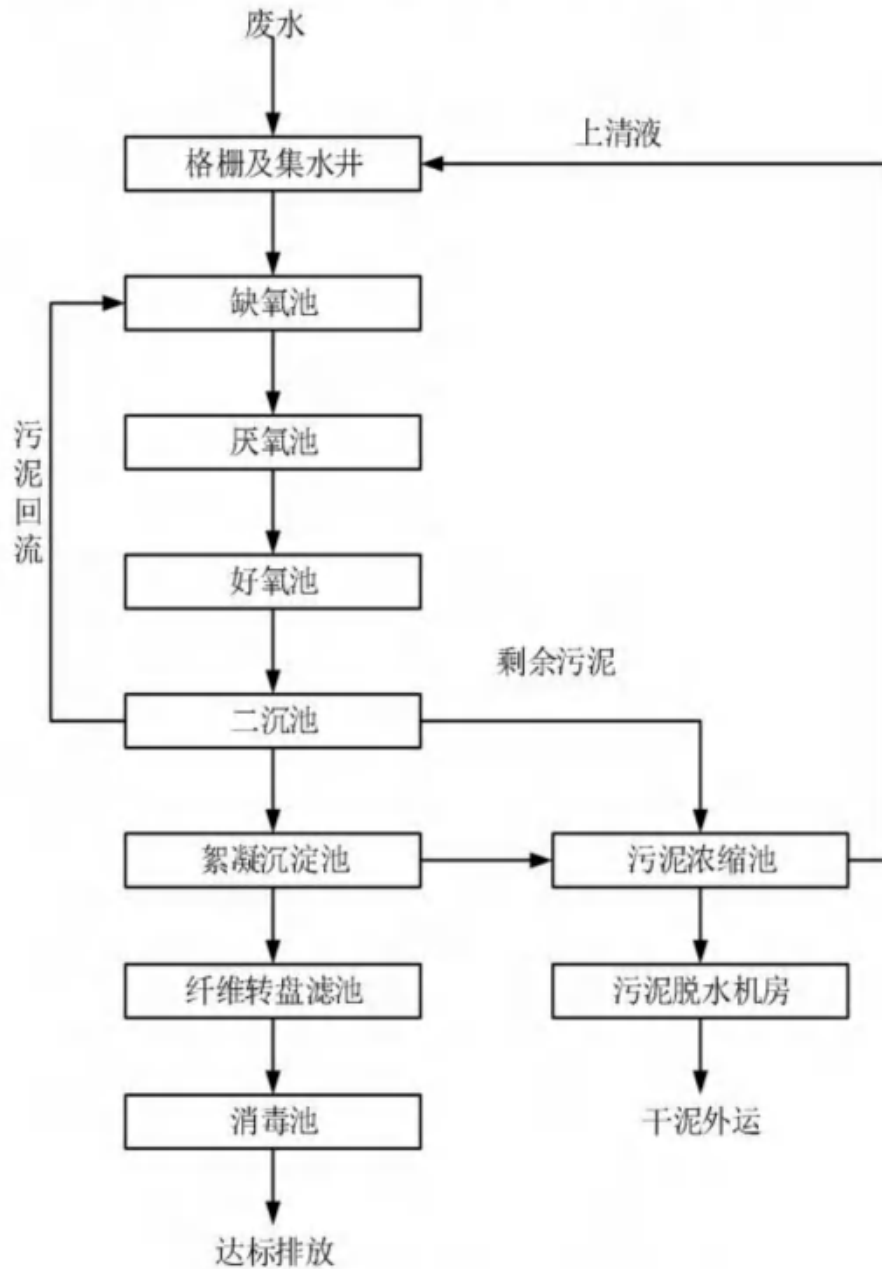 废水
上清液
格栅及集水井
缺氧池
厌氧池
污泥回流
好氧池
剩余污泥
二沉池
絮凝沉淀池
污泥浓缩池
纤维转盘滤池
污泥脱水机房
消毒池
干泥外运
达标排放